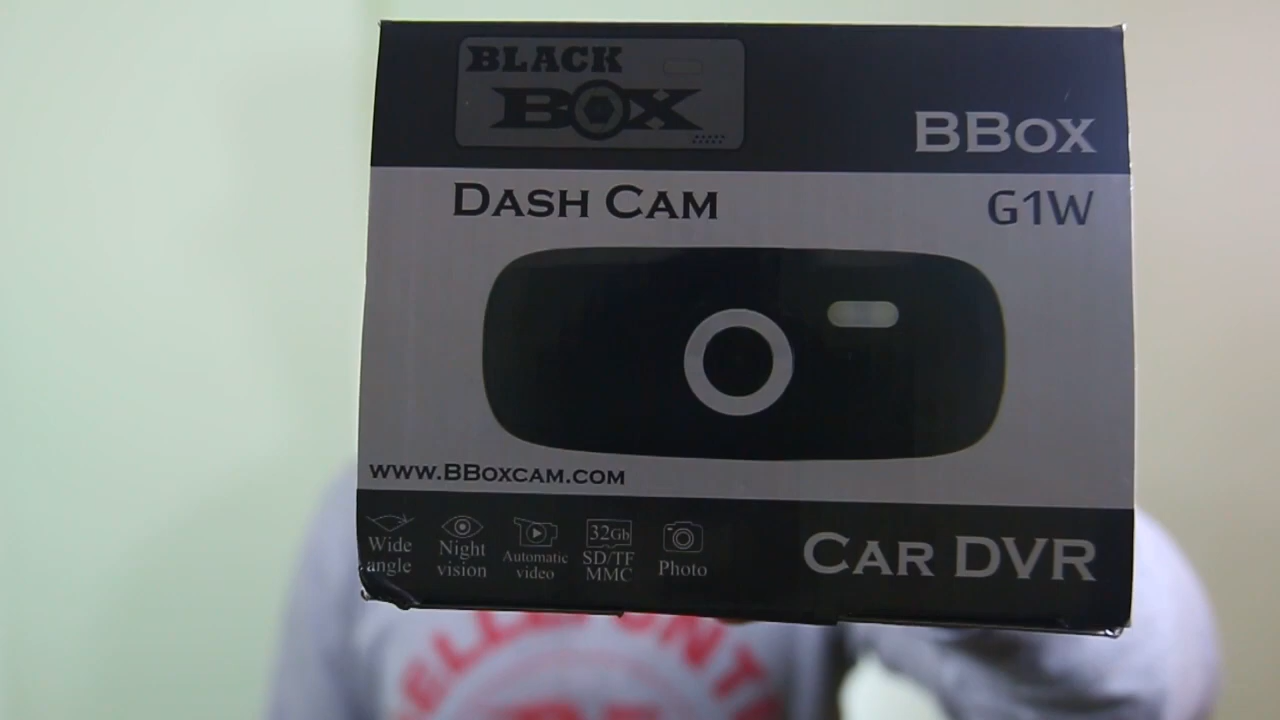 BLACK
BOX
BBOX
DASH CAM
G1W
WWW.BBOXCAM.COM
Wide angle
Night vision
Automatic video
32Gb
SD/TF MMC
Photo
CAR DVR